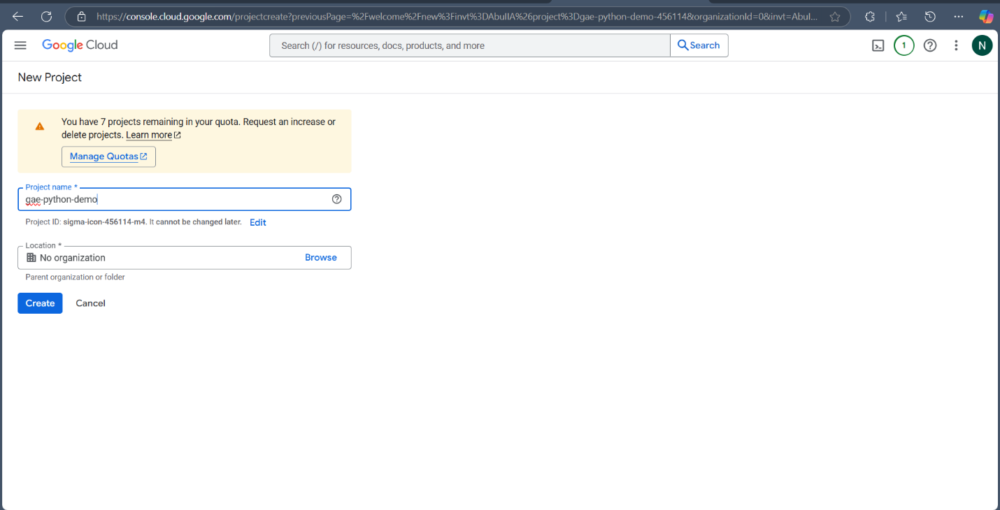 https://console.cloud.google.com/projectcreate?previousPage=%2Fwelcome%2Fnew%3Finvt%3DAbulIA%26project%3Dgae-python-demo-456114&organizationId=0&invt=Abul...
Google Cloud
Search (/) for resources, docs, products, and more
Search
1
N
New Project
You have 7 projects remaining in your quota. Request an increase or
delete projects. Learn more
Manage Quotas
Project name *
gae-python-demo
Project ID: sigma-icon-456114-m4. It cannot be changed later. Edit
Location *
No organization
Browse
Parent organization or folder
Create
Cancel